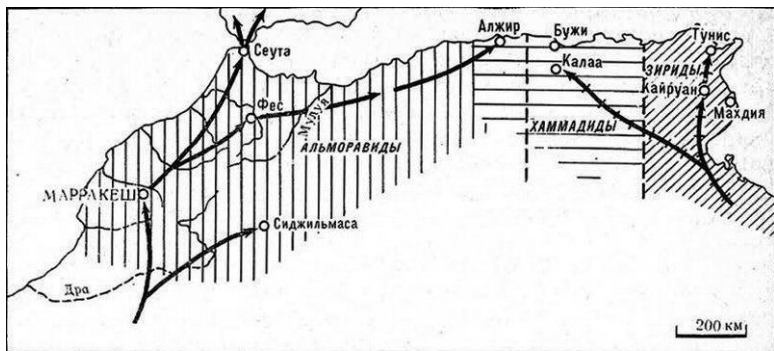 Сеута
Алжир
Бужи
Тунис
Калаа
ЗИРИДЫ
Кайруан
Махдия
Фес
Мулуя
АЛЬМОРАВИДЫ
ХАММАДИДЫ
МАРРАКЕШ
Сиджильмаса
Дра
200 км